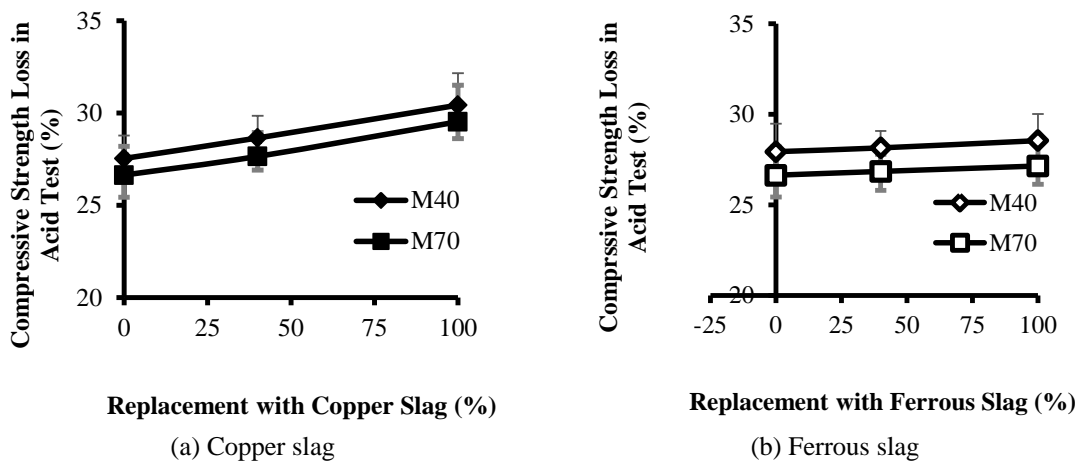 Compressive Strength Loss in
Acid Test (%)
35
30
25
20
M40
M70
0
25
50
75
100
Replacement with Copper Slag (%)
(a) Copper slag
Comprssive Strength Loss in
Acid Test (%)
35
30
25
20
M40
M70
-25
0
25
50
75
100
Replacement with Ferrous Slag (%)
(b) Ferrous slag